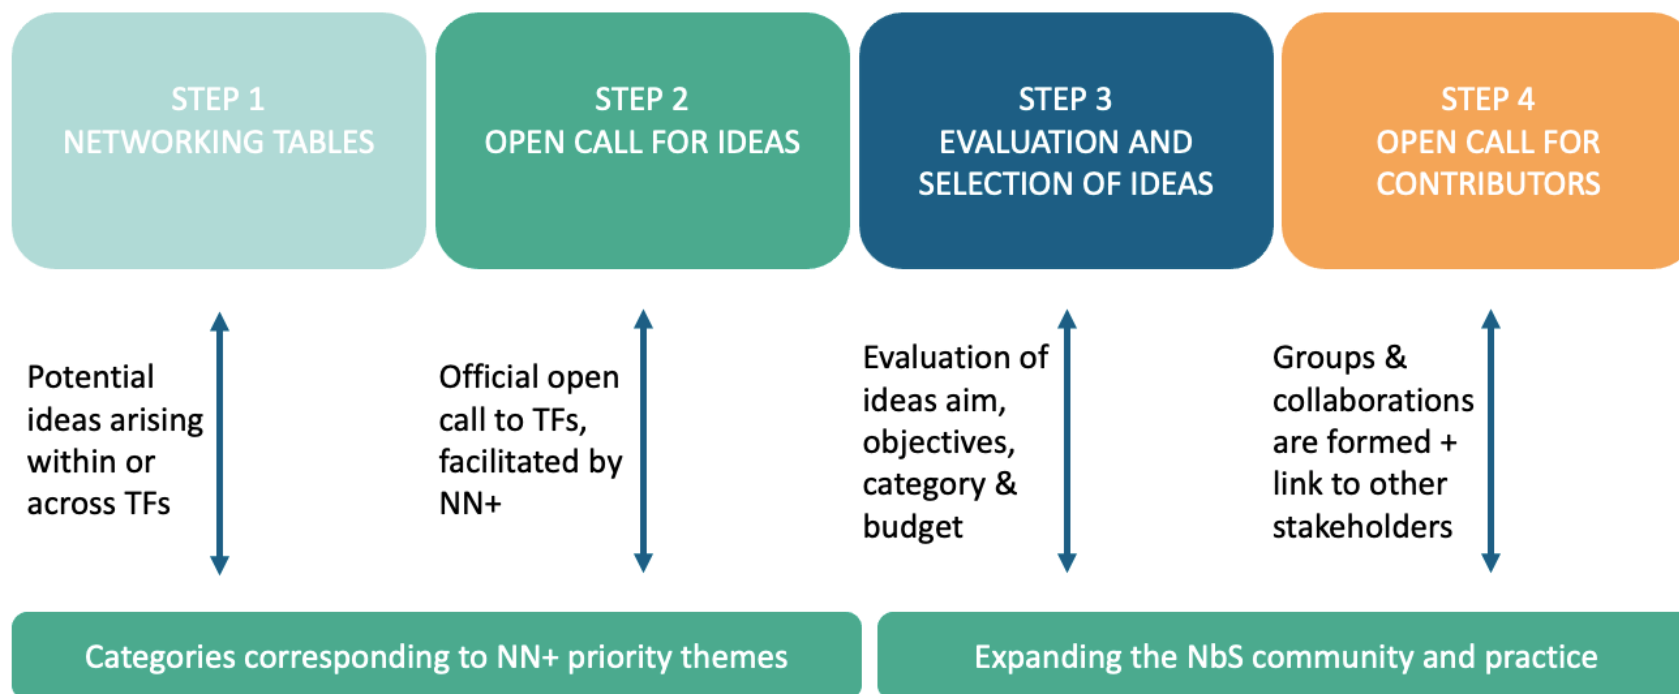 STEP 1
NETWORKING TABLES
STEP 2
OPEN CALL FOR IDEAS
STEP 3
EVALUATION AND
SELECTION OF IDEAS
STEP 4
OPEN CALL FOR
CONTRIBUTORS
Potential
ideas arising
within or
across TFs
Official open
call to TFs,
facilitated by
NN+
Evaluation of
ideas aim,
objectives,
category &
budget
Groups &
collaborations
are formed +
link to other
stakeholders
Categories corresponding to NN+ priority themes
Expanding the NbS community and practice